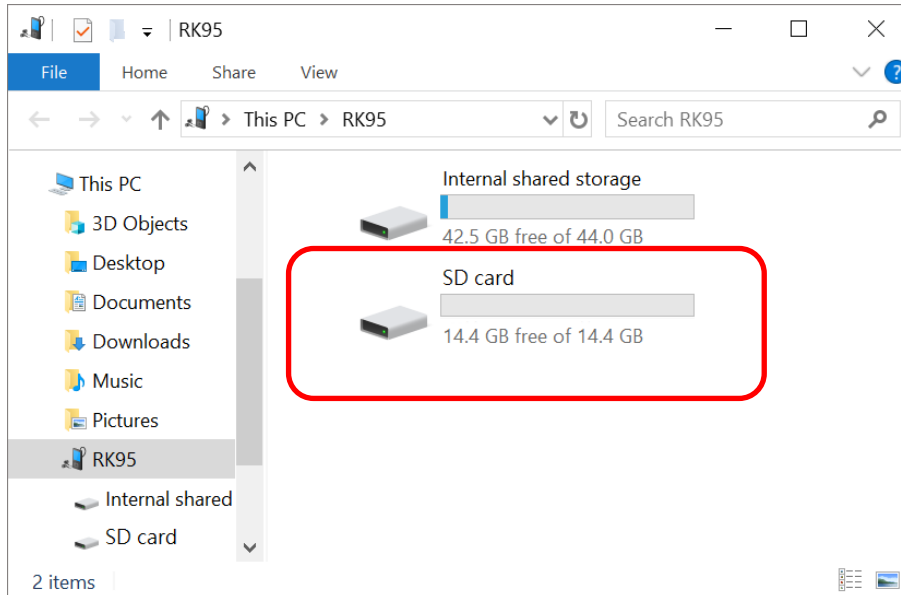 RK95
File Home Share View
This PC > RK95
Search RK95
This PC
3D Objects
Desktop
Documents
Downloads
Music
Pictures
RK95
Internal shared
SD card
Internal shared storage
42.5 GB free of 44.0 GB
SD card
14.4 GB free of 14.4 GB
2 items